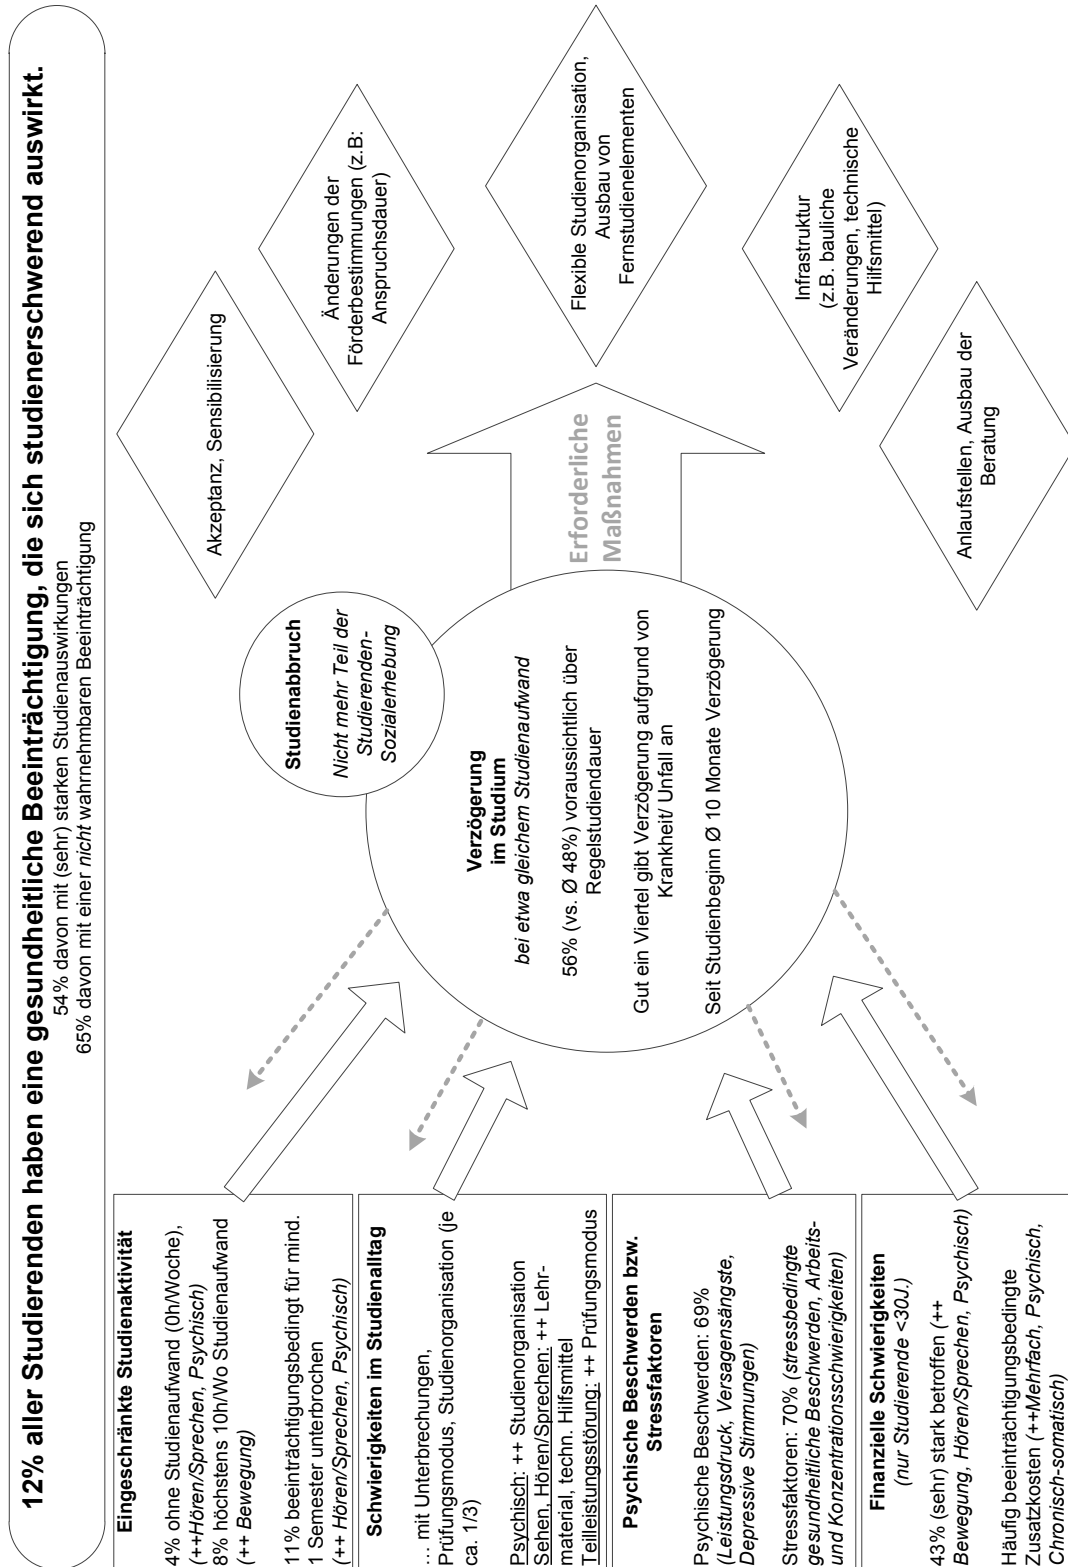 12% aller Studierenden haben eine gesundheitliche Beeinträchtigung, die sich studienerschwerend auswirkt.
54% davon mit (sehr) starken Studienauswirkungen
65% davon mit einer nicht wahrnehmbaren Beeinträchtigung
Eingeschränkte Studienaktivität
4% ohne Studienaufwand (0h/Woche),
(++Hören/Sprechen, Psychisch)
8% höchstens 10h/Wo Studienaufwand
(++ Bewegung)
11% beeinträchtigungsbedingt für mind.
1 Semester unterbrochen
(++ Hören/Sprechen, Psychisch)
Schwierigkeiten im Studienalltag
… mit Unterbrechungen,
Prüfungsmodus, Studienorganisation (je
ca. 1/3)
Psychisch: ++ Studienorganisation
Sehen, Hören/Sprechen: ++ Lehr-
material, techn. Hilfsmittel
Teilleistungsstörung: ++ Prüfungsmodus
Psychische Beschwerden bzw.
Stressfaktoren
Psychische Beschwerden: 69%
(Leistungsdruck, Versagensängste,
Depressive Stimmungen)
Stressfaktoren: 70% (stressbedingte
gesundheitliche Beschwerden, Arbeits-
und Konzentrationsschwierigkeiten)
Finanzielle Schwierigkeiten
(nur Studierende <30J.)
43% (sehr) stark betroffen (++
Bewegung, Hören/Sprechen, Psychisch)
Häufig beeinträchtigungsbedingte
Zusatzkosten (++Mehrfach, Psychisch,
Chronisch-somatisch)
Studienabbruch
Nicht mehr Teil der
Studierenden-
Sozialerhebung
Verzögerung
im Studium
bei etwa gleichem Studienaufwand
56% (vs. Ø 48%) voraussichtlich über
Regelstudiendauer
Gut ein Viertel gibt Verzögerung aufgrund von
Krankheit/ Unfall an
Seit Studienbeginn Ø 10 Monate Verzögerung
Erforderliche
Maßnahmen
Akzeptanz, Sensibilisierung
Änderungen der
Förderbestimmungen (z.B:
Anspruchsdauer)
Flexible Studienorganisation,
Ausbau von
Fernstudienelementen
Infrastruktur
(z.B. bauliche
Veränderungen, technische
Hilfsmittel)
Anlaufstellen, Ausbau der
Beratung